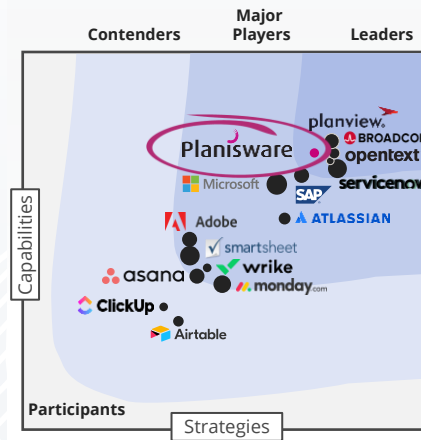 Contenders
Major
Players
Leaders
planview.
BROADCOM
Planisware
opentext
Microsoft
servicenow
SAP
ATLASSIAN
Adobe
smartsheet
wrike
asana
monday.com
ClickUp
Airtable
Capabilities
Participants
Strategies